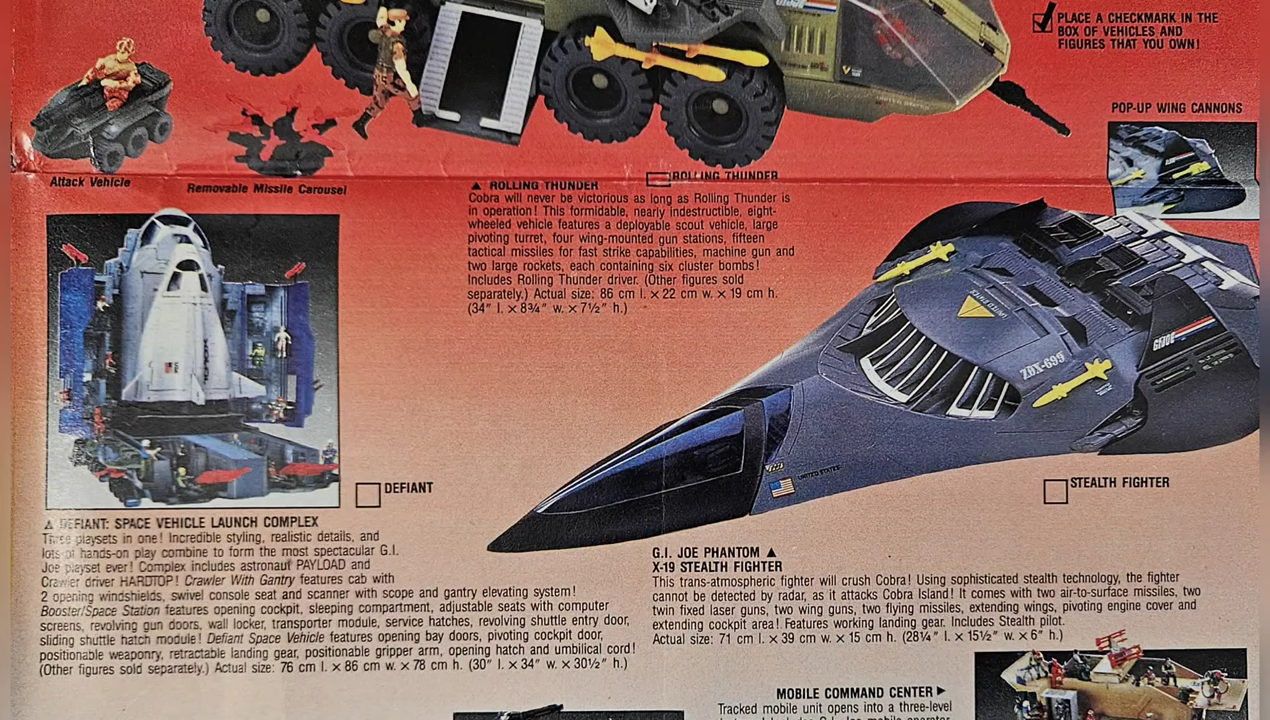 PLACE A CHECKMARK IN THE
BOX OF VEHICLES AND
FIGURES THAT YOU OWN!
POP-UP WING CANNONS
Attack Vehicle
Removable Missile Carousel
ROLLING THUNDER
▲ ROLLING THUNDER
Cobra will never be victorious as long as Rolling Thunder is
in operation! This formidable, nearly indestructible, eight-
wheeled vehicle features a deployable scout vehicle, large
pivoting turret, four wing-mounted gun stations, fifteen
tactical missiles for fast strike capabilities, machine gun and
two large rockets, each containing six cluster bombs!
Includes Rolling Thunder driver. (Other figures sold
separately.) Actual size: 86 cm l. × 22 cm w. × 19 cm h.
(34" l. × 8¾" w. × 7½" h.)
GI JOE
ZØX-699
UNITED STATES
DEFIANT
STEALTH FIGHTER
▲ DEFIANT: SPACE VEHICLE LAUNCH COMPLEX
Three playsets in one! Incredible styling, realistic details, and
lots of hands-on play combine to form the most spectacular G.I.
Joe playset ever! Complex includes astronaut PAYLOAD and
Crawler driver HARDTOP! Crawler With Gantry features cab with
2 opening windshields, swivel console seat and scanner with scope and gantry elevating system!
Booster/Space Station features opening cockpit, sleeping compartment, adjustable seats with computer
screens, revolving gun doors, wall locker, transporter module, service hatches, revolving shuttle entry door,
sliding shuttle hatch module! Defiant Space Vehicle features opening bay doors, pivoting cockpit door,
positionable weaponry, retractable landing gear, positionable gripper arm, opening hatch and umbilical cord!
(Other figures sold separately.) Actual size: 76 cm l. × 86 cm w. × 78 cm h. (30" l. × 34" w. × 30½" h.)
G.I. JOE PHANTOM ▲
X-19 STEALTH FIGHTER
This trans-atmospheric fighter will crush Cobra! Using sophisticated stealth technology, the fighter
cannot be detected by radar, as it attacks Cobra Island! It comes with two air-to-surface missiles, two
twin fixed laser guns, two wing guns, two flying missiles, extending wings, pivoting engine cover and
extending cockpit area! Features working landing gear. Includes Stealth pilot.
Actual size: 71 cm l. × 39 cm w. × 15 cm h. (28¼" l. × 15½" w. × 6" h.)
MOBILE COMMAND CENTER ▶
Tracked mobile unit opens into a three-level